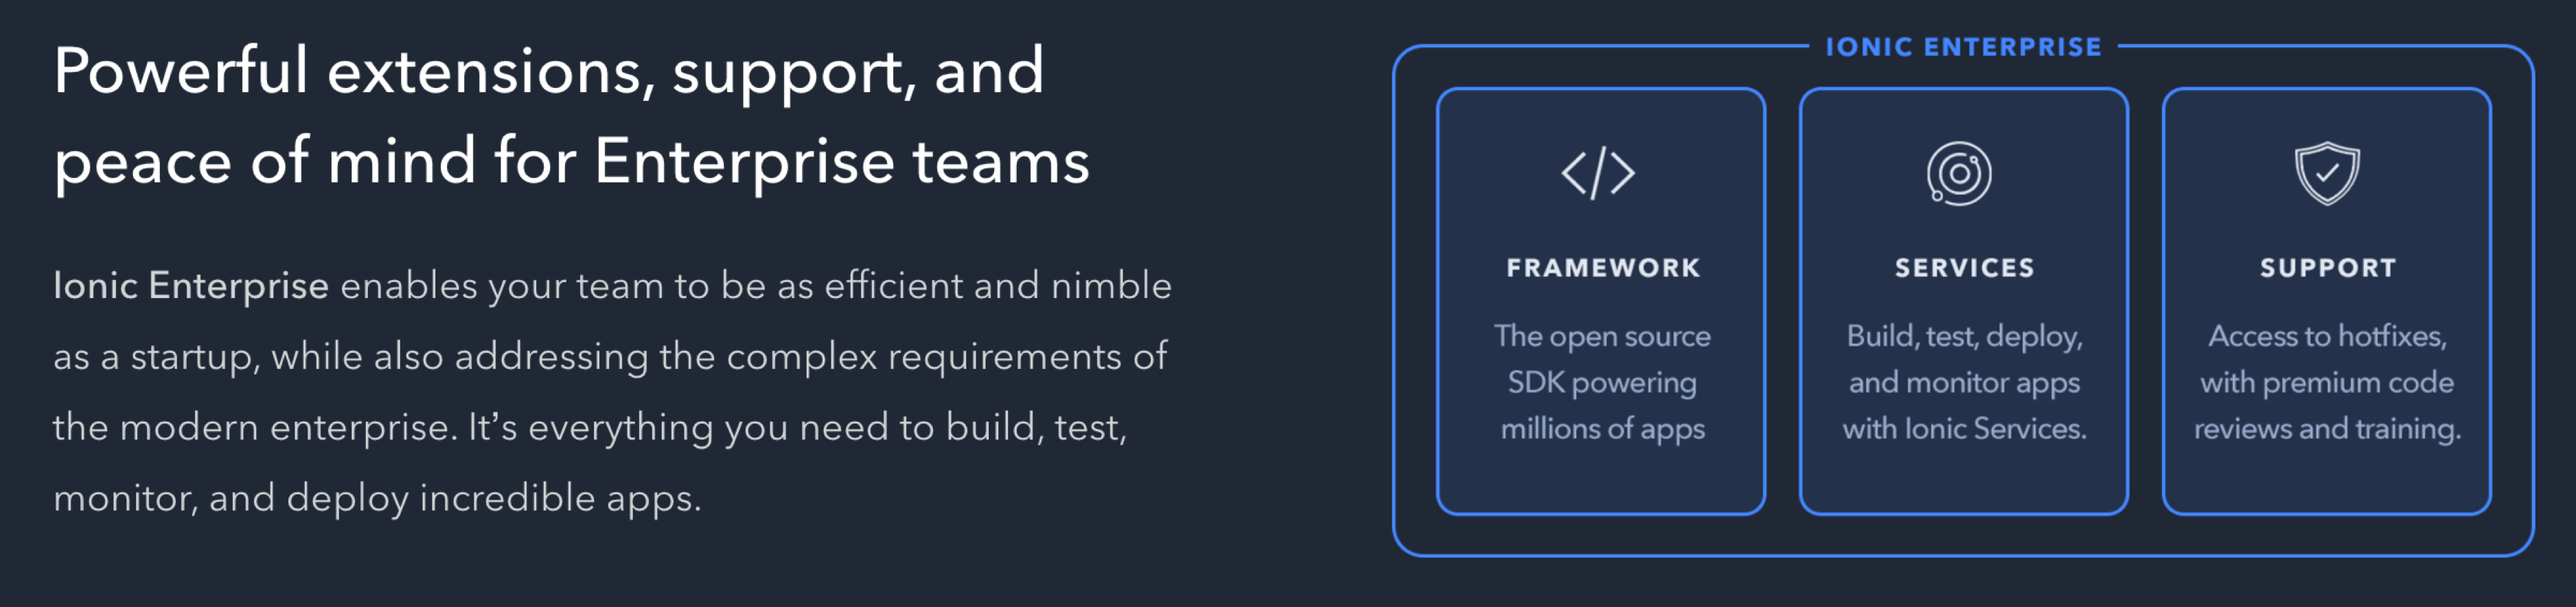 Powerful extensions, support, and
peace of mind for Enterprise teams
Ionic Enterprise enables your team to be as efficient and nimble
as a startup, while also addressing the complex requirements of
the modern enterprise. It’s everything you need to build, test,
monitor, and deploy incredible apps.
IONIC ENTERPRISE
FRAMEWORK
The open source
SDK powering
millions of apps
SERVICES
Build, test, deploy,
and monitor apps
with Ionic Services.
SUPPORT
Access to hotfixes,
with premium code
reviews and training.